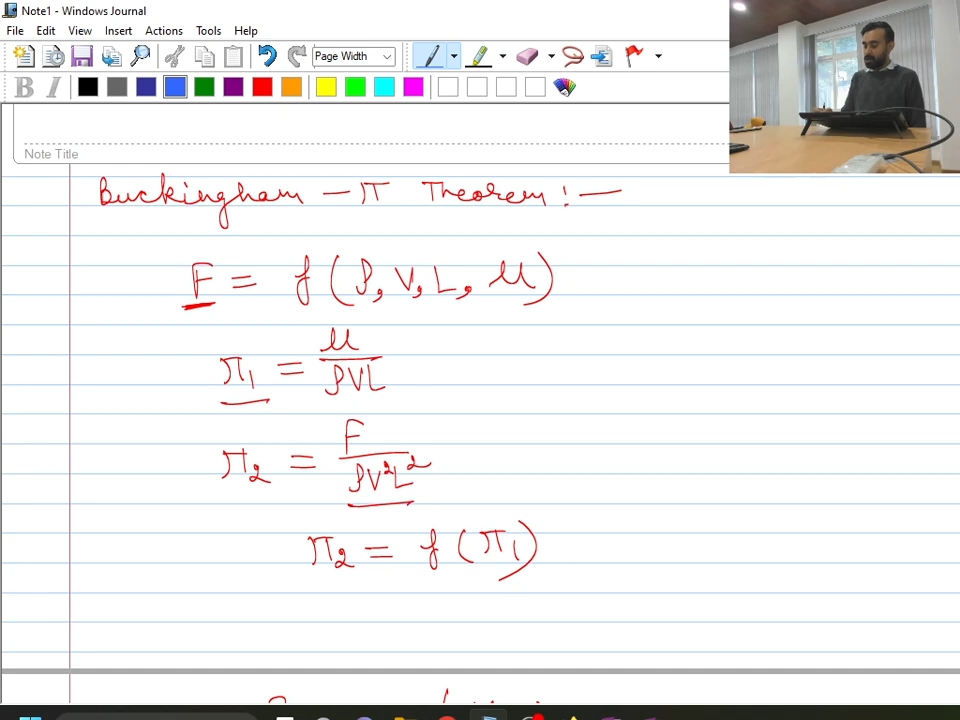 Note1 - Windows Journal
File Edit View Insert Actions Tools Help
Page Width
B I
Note Title
Buckingham - π Theorem :-
F = f (ρ, V, L, μ)
π1 = μ/ρVL
π2 = F/ρV²L²
π2 = f (π1)